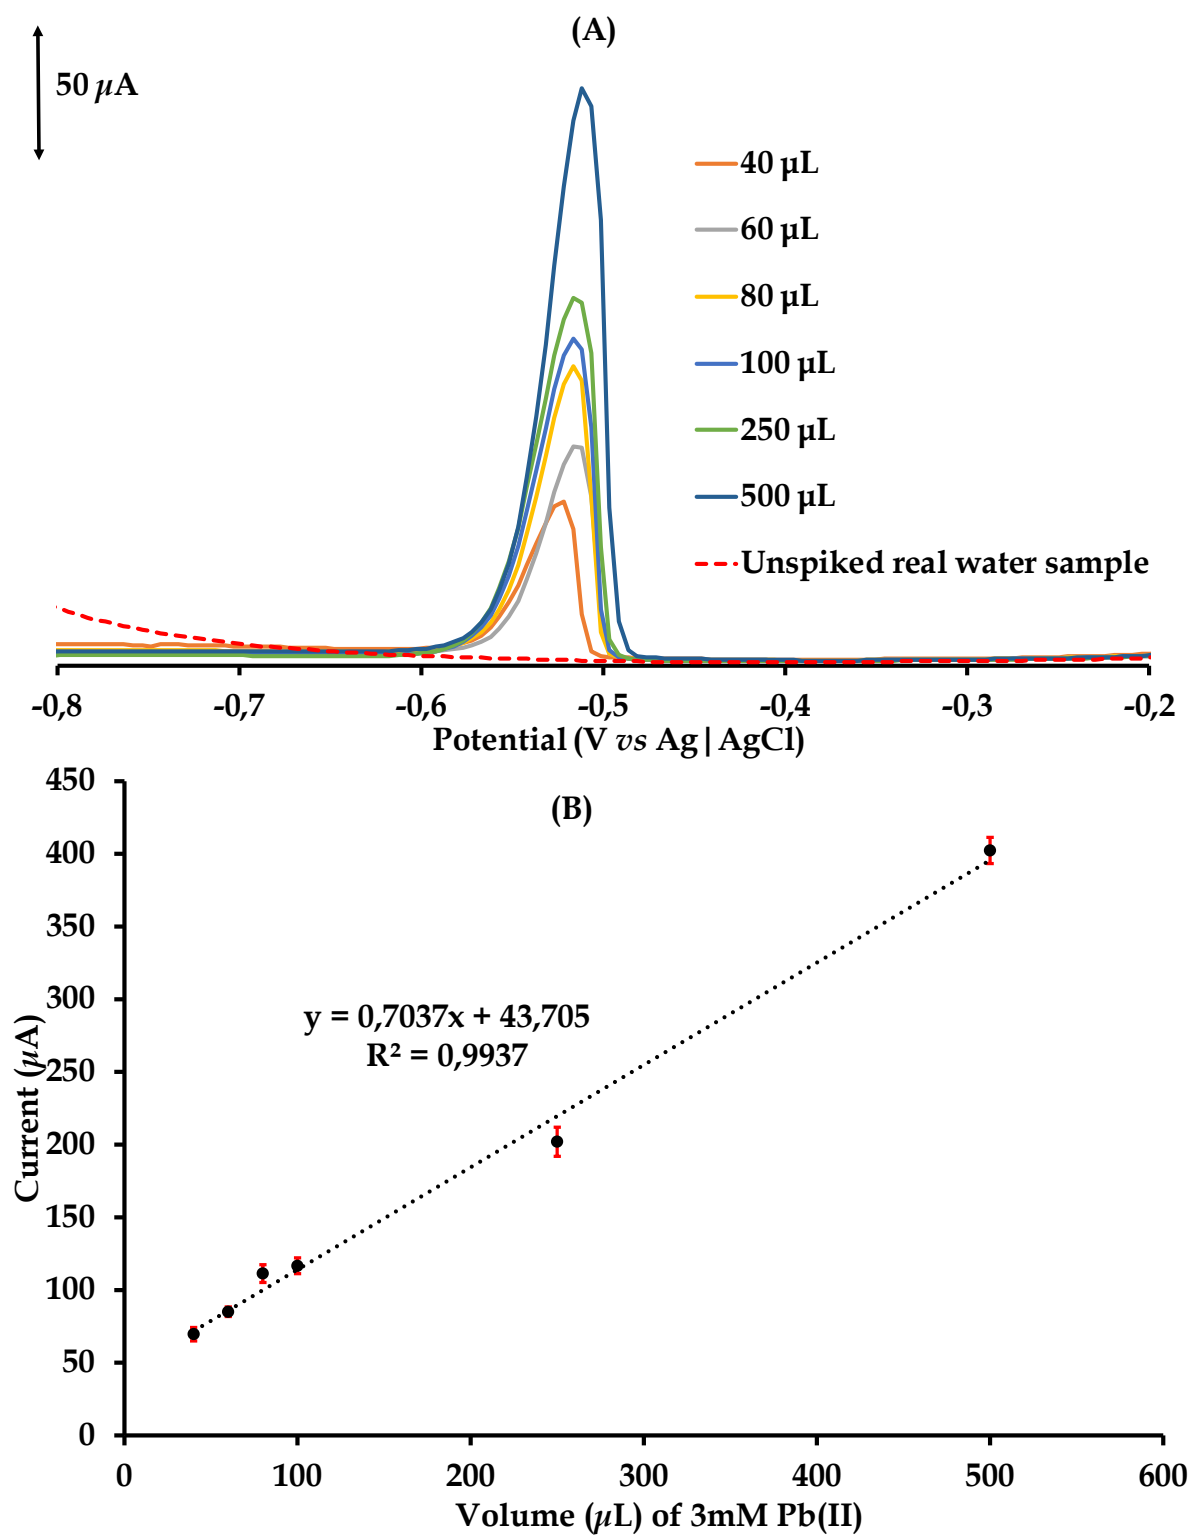 (A)
50 µA
40 µL
60 µL
80 µL
100 µL
250 µL
500 µL
Unspiked real water sample
-0,8 -0,7 -0,6 -0,5 -0,4 -0,3 -0,2
Potential (V vs Ag|AgCl)
(B)
450
400
350
300
250
200
150
100
50
0
Current (µA)
y = 0,7037x + 43,705
R² = 0,9937
0 100 200 300 400 500 600
Volume (µL) of 3mM Pb(II)